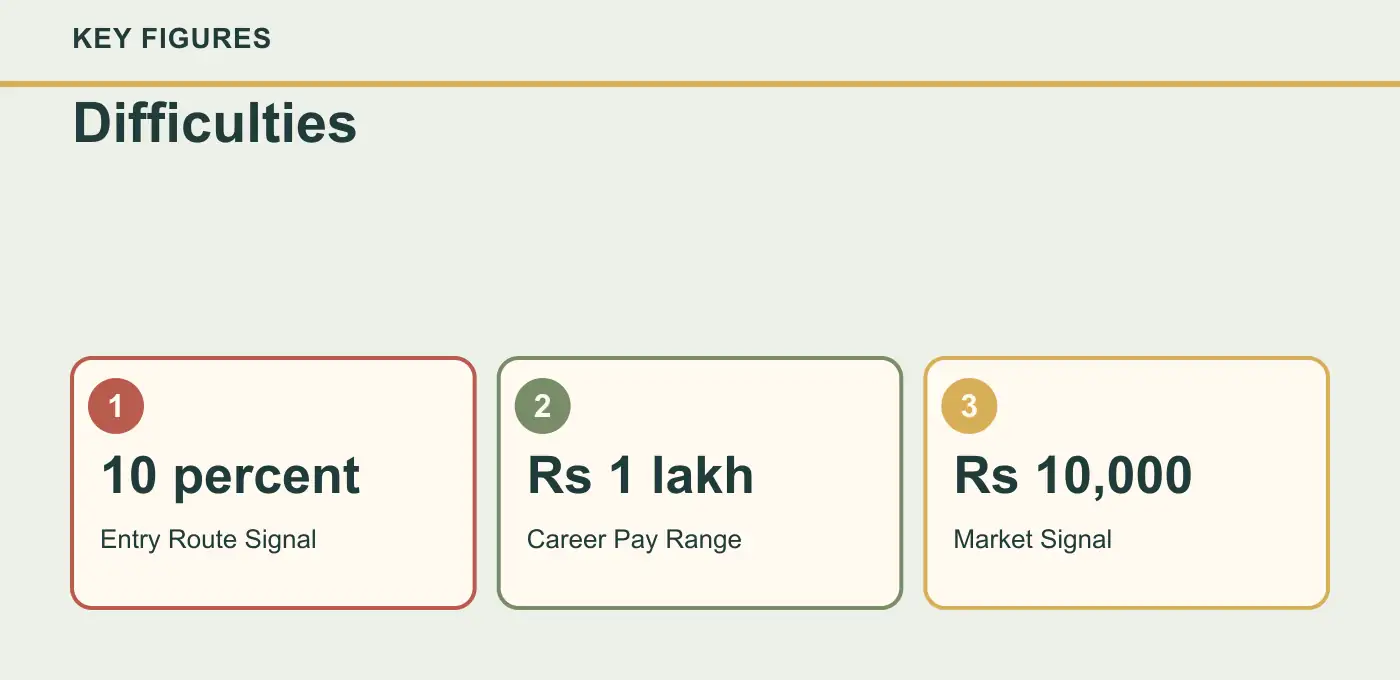 KEY FIGURES
Difficulties
1
10 percent
Entry Route Signal
2
Rs 1 lakh
Career Pay Range
3
Rs 10,000
Market Signal